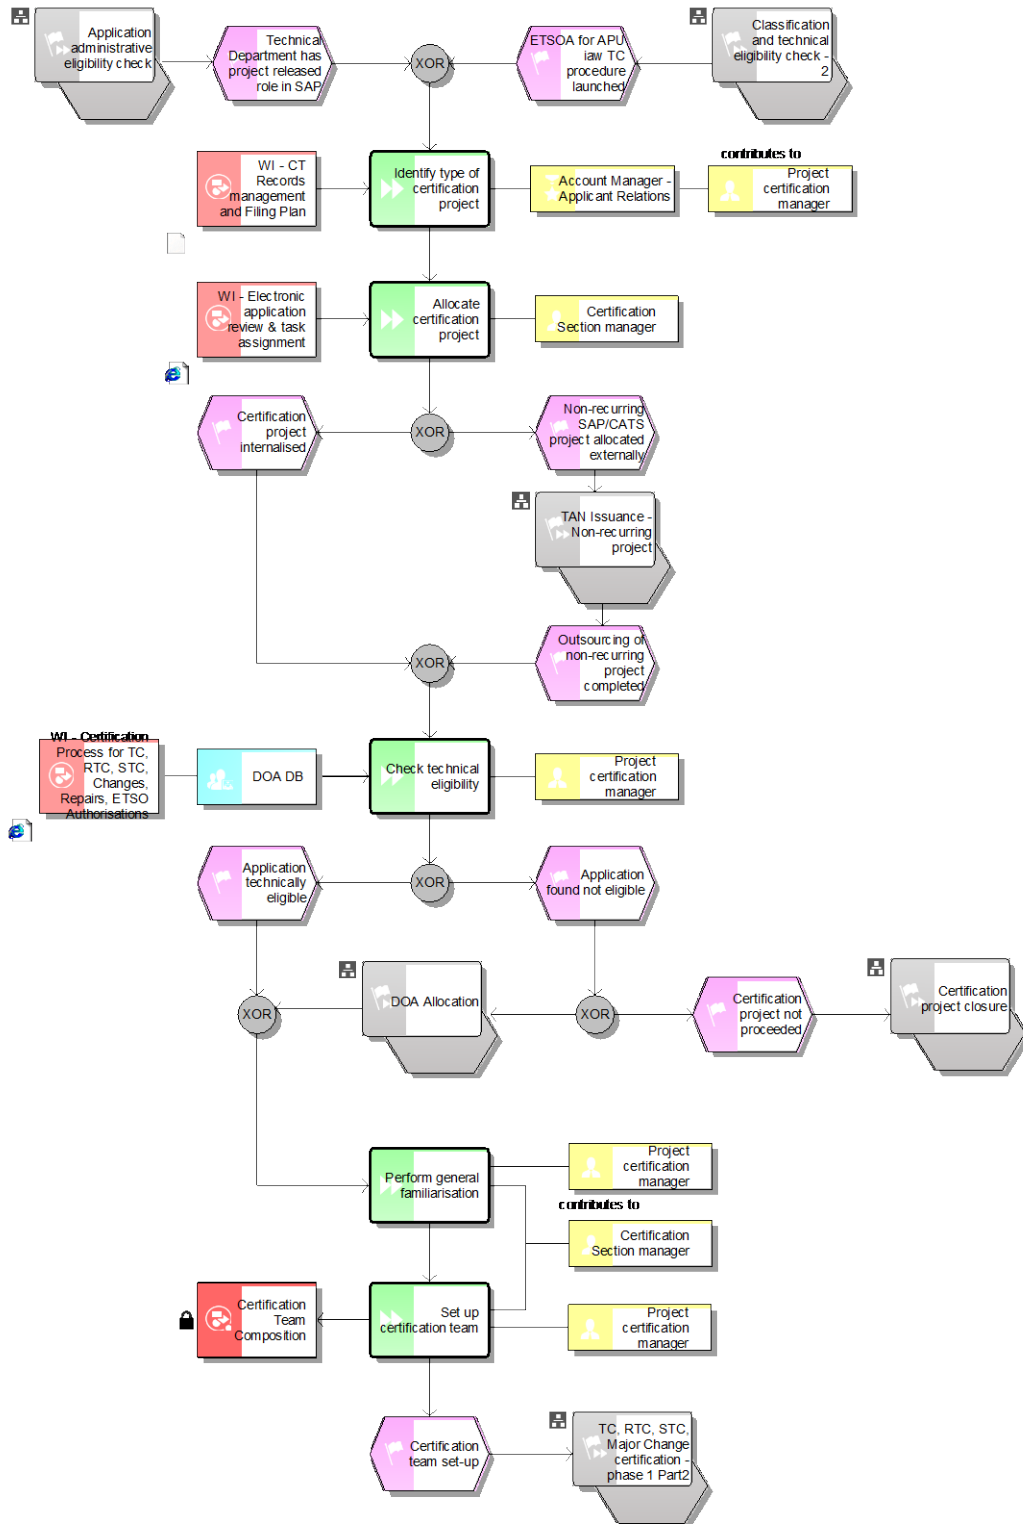 Application
administrative
eligibility check
Technical
Department has
project released
role in SAP
XOR
ETSOA for APU
iaw TC
procedure
launched
Classification
and technical
eligibility check -
2
WI - CT
Records
management
and Filing Plan
Identify type of
certification
project
Account Manager -
Applicant Relations
contributes to
Project
certification
manager
WI - Electronic
application
review & task
assignment
Allocate
certification
project
Certification
Section manager
Certification
project
internalised
XOR
Non-recurring
SAP/CATS
project allocated
externally
TAN Issuance -
Non-recurring
project
XOR
Outsourcing of
non-recurring
project
completed
WI - Certification
Process for TC,
RTC, STC,
Changes,
Repairs, ETSO
Authorisations
DOA DB
Check technical
eligibility
Project
certification
manager
Application
technically
eligible
XOR
Application
found not eligible
XOR
DOA Allocation
XOR
Certification
project not
proceeded
Certification
project closure
Perform general
familiarisation
Project
certification
manager
contributes to
Certification
Section manager
Certification
Team
Composition
Set up
certification team
Project
certification
manager
Certification
team set-up
TC, RTC, STC,
Major Change
certification -
phase 1 Part2